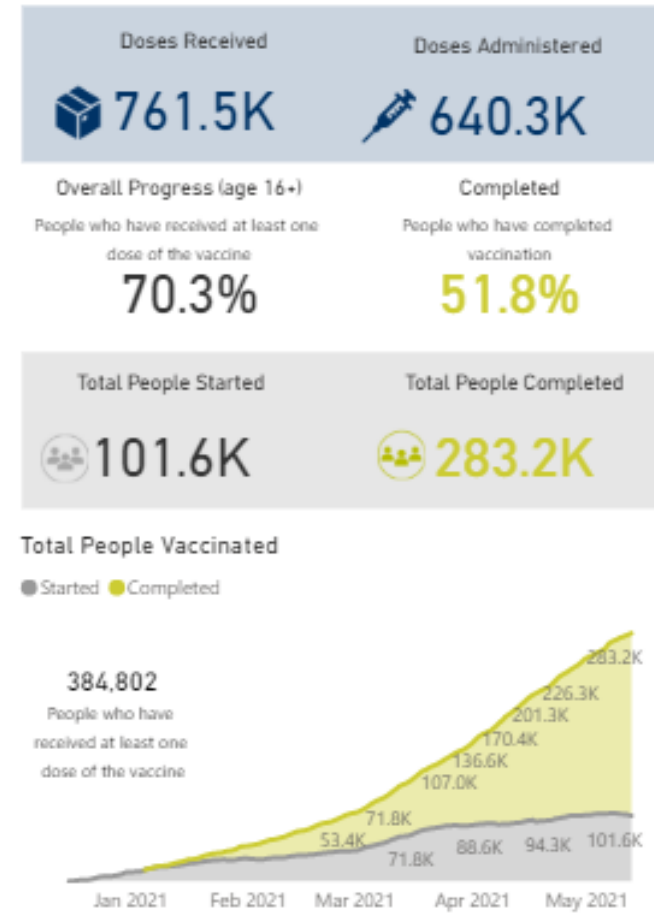 Doses Received
Doses Administered
761.5K
640.3K
Overall Progress (age 16+)
Completed
People who have received at least one
dose of the vaccine
People who have completed
vaccination
70.3%
51.8%
Total People Started
Total People Completed
101.6K
283.2K
Total People Vaccinated
Started
Completed
384,802
People who have
received at least one
dose of the vaccine
283.2K
226.3K
201.3K
170.4K
136.6K
107.0K
71.8K
53.4K
71.8K
88.6K
94.3K
101.6K
Jan 2021
Feb 2021
Mar 2021
Apr 2021
May 2021